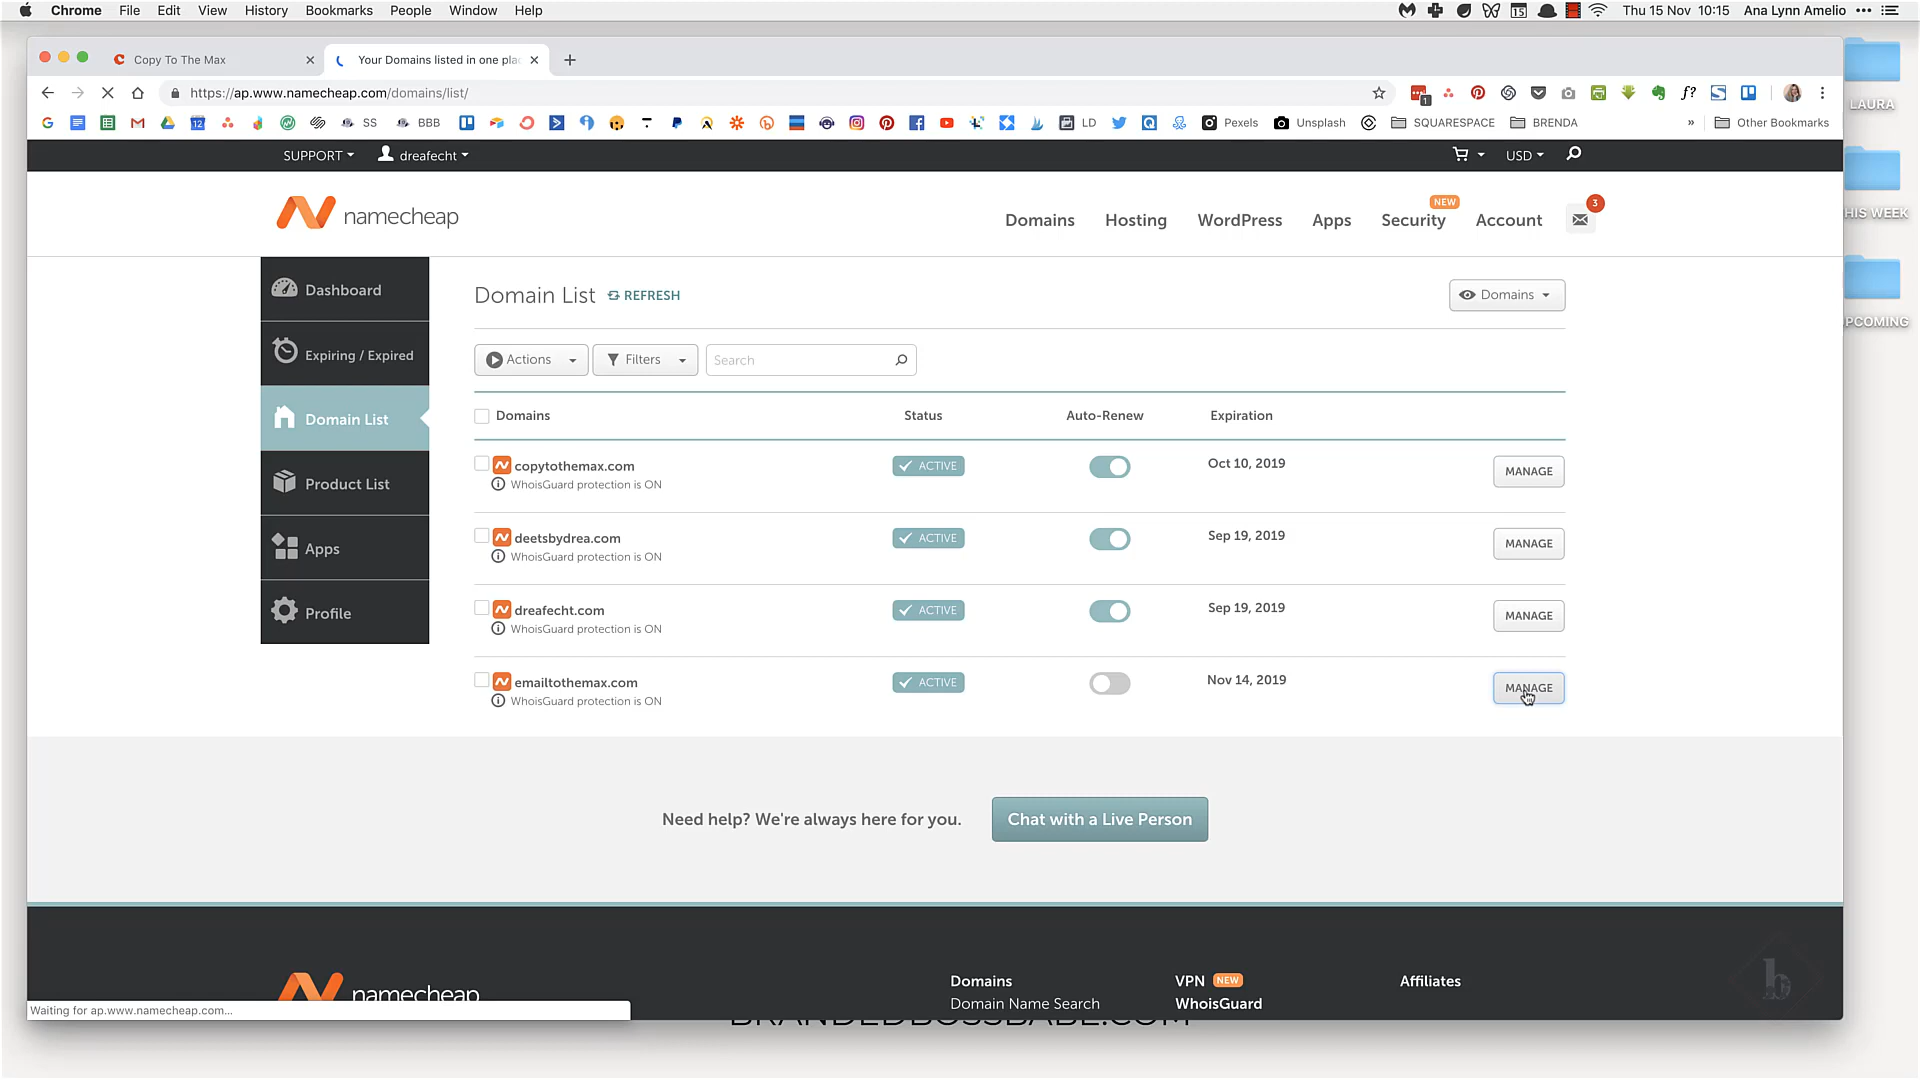 Chrome File Edit View History Bookmarks People Window Help
15 Thu 15 Nov 10:15 Ana Lynn Amelio
Copy To The Max
Your Domains listed in one pla
https://ap.www.namecheap.com/domains/list/
1
f?
12 SS BBB LD Pexels Unsplash SQUARESPACE BRENDA » Other Bookmarks
LAURA
HIS WEEK
PCOMING
SUPPORT dreafecht USD
namecheap
Domains Hosting WordPress Apps Security NEW Account 3
Dashboard
Expiring / Expired
Domain List
Product List
Apps
Profile
Domain List REFRESH Domains
Actions Filters Search
Domains Status Auto-Renew Expiration
copytothemax.com ACTIVE Oct 10, 2019 MANAGE
WhoisGuard protection is ON
deetsbydrea.com ACTIVE Sep 19, 2019 MANAGE
WhoisGuard protection is ON
dreafecht.com ACTIVE Sep 19, 2019 MANAGE
WhoisGuard protection is ON
emailtothemax.com ACTIVE Nov 14, 2019 MANAGE
WhoisGuard protection is ON
Need help? We're always here for you. Chat with a Live Person
namecheap
Domains VPN NEW Affiliates
Domain Name Search WhoisGuard
b
Waiting for ap.www.namecheap.com...
BRANDEDBOSSBABE.COM